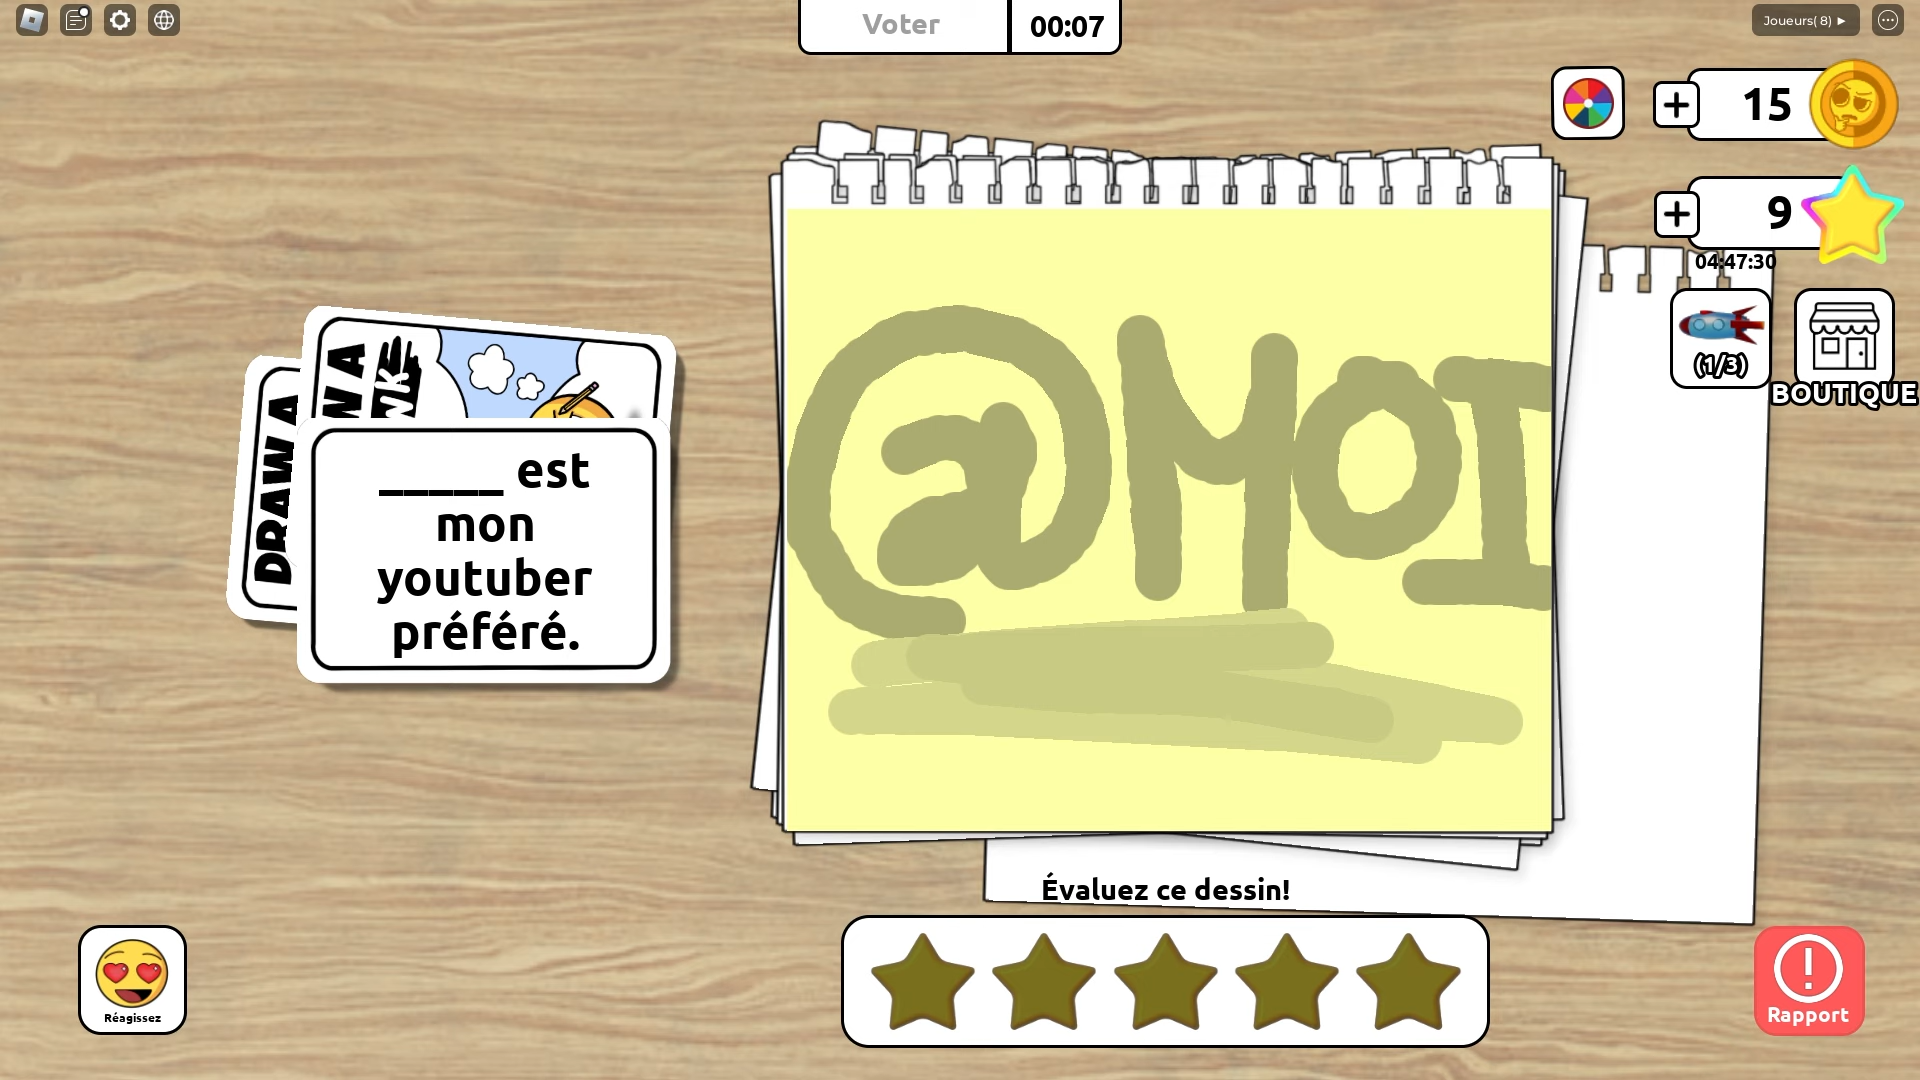 Voter
00:07
Joueurs( 8) ►
15
9
04:47:30
(1/3)
BOUTIQUE
DRAW A
_____ est
mon
youtuber
préféré.
@MOI
Évaluez ce dessin!
Réagissez
Rapport